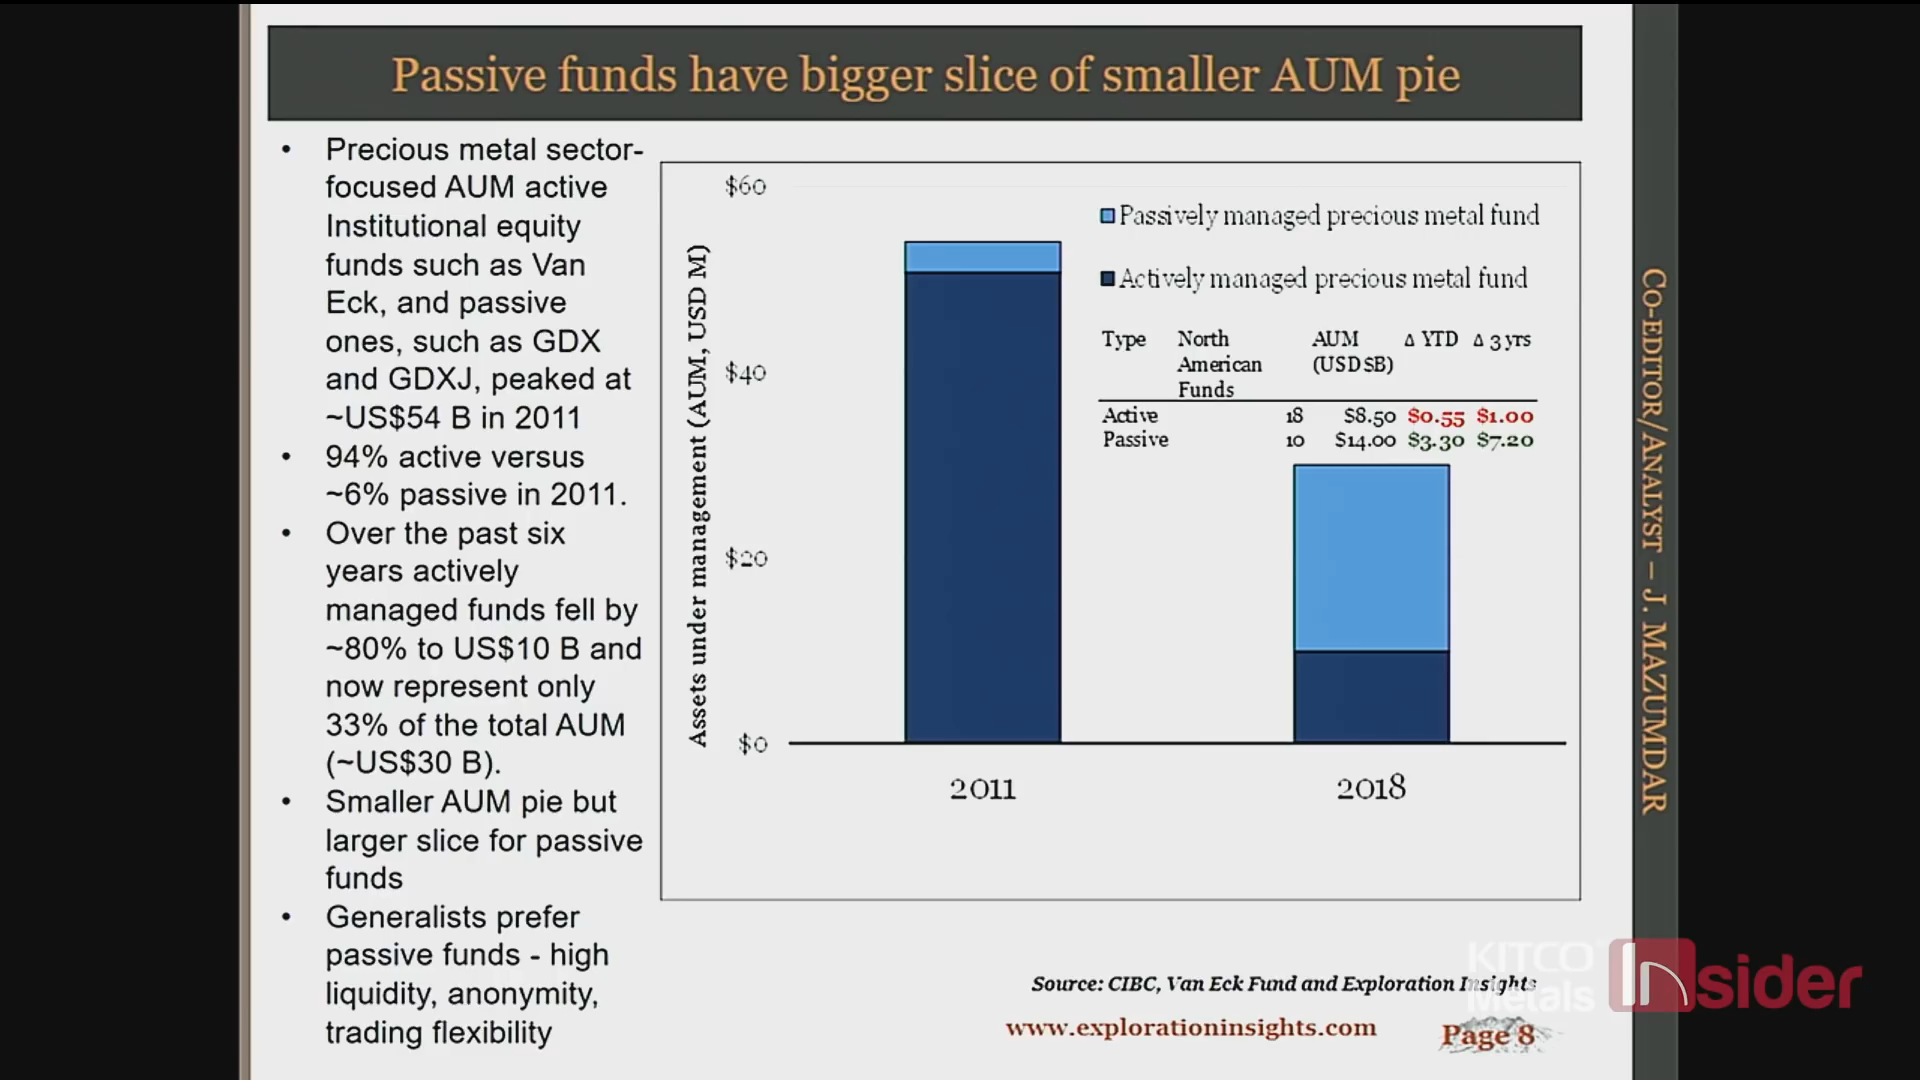 Passive funds have bigger slice of smaller AUM pie
• Precious metal sector-
focused AUM active
Institutional equity
funds such as Van
Eck, and passive
ones, such as GDX
and GDXJ, peaked at
~US$54 B in 2011
• 94% active versus
~6% passive in 2011.
• Over the past six
years actively
managed funds fell by
~80% to US$10 B and
now represent only
33% of the total AUM
(~US$30 B).
• Smaller AUM pie but
larger slice for passive
funds
• Generalists prefer
passive funds - high
liquidity, anonymity,
trading flexibility
Assets under management (AUM, USD M)
$60
$40
$20
$0
2011
2018
Passively managed precious metal fund
Actively managed precious metal fund
Type North American Funds AUM (USD$B) Δ YTD Δ 3 yrs
Active 18 $8.50 $0.55 $1.00
Passive 10 $14.00 $3.30 $7.20
Source: CIBC, Van Eck Fund and Exploration Insights
www.explorationinsights.com
Page 8
CO-EDITOR/ANALYST – J. MAZUMDAR
KITCO
Metals
INsider